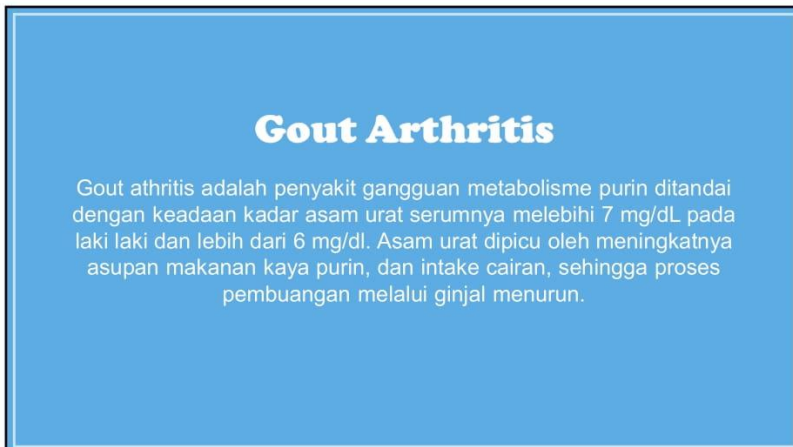 Gout Arthritis
Gout athritis adalah penyakit gangguan metabolisme purin ditandai
dengan keadaan kadar asam urat serumnya melebihi 7 mg/dL pada
laki laki dan lebih dari 6 mg/dl. Asam urat dipicu oleh meningkatnya
asupan makanan kaya purin, dan intake cairan, sehingga proses
pembuangan melalui ginjal menurun.